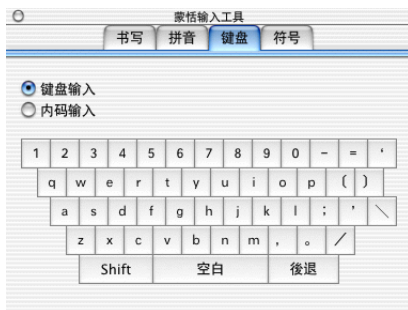 蒙恬输入工具
书写 拼音 键盘 符号
键盘输入
内码输入
1 2 3 4 5 6 7 8 9 0 - = ‘
q w e r t y u i o p ( )
a s d f g h j k l ; ’ ＼
z x c v b n m , 。 ／
Shift 空白 後退